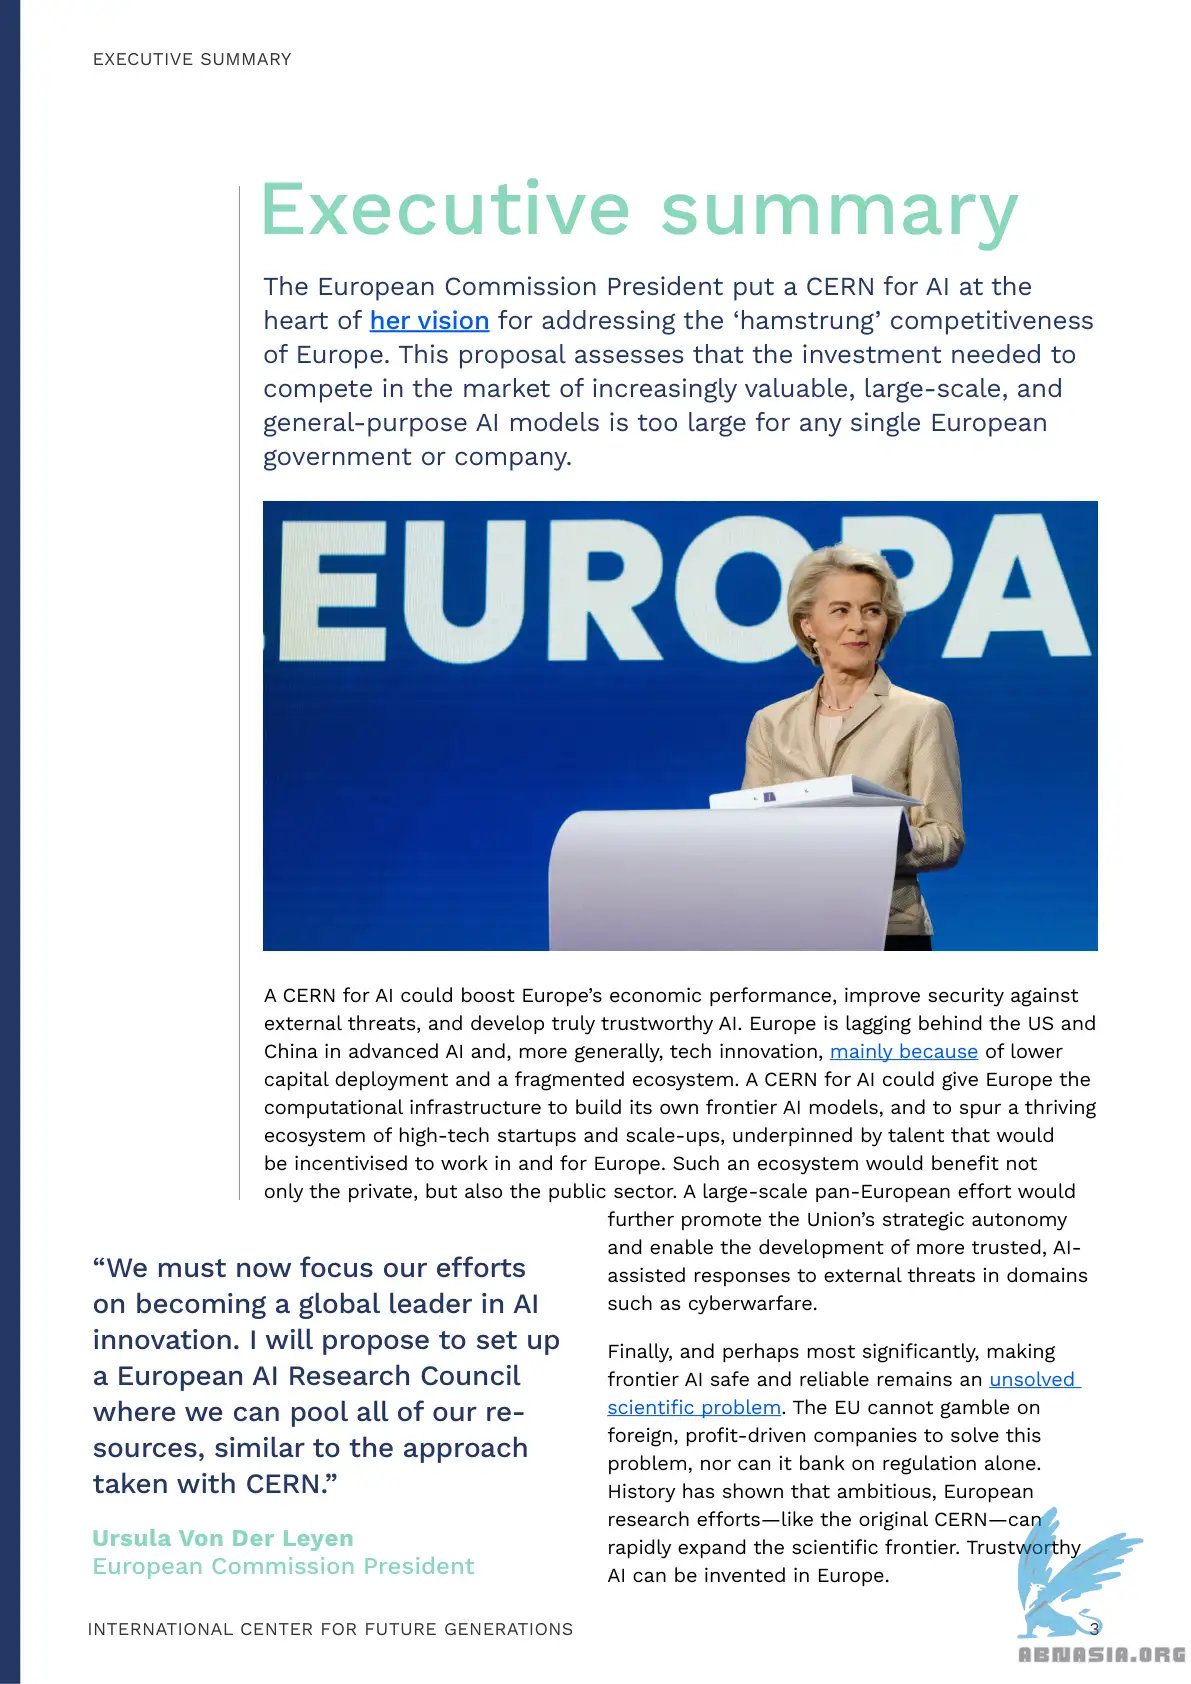 EXECUTIVE SUMMARY
Executive summary
The European Commission President put a CERN for AI at the
heart of her vision for addressing the ‘hamstrung’ competitiveness
of Europe. This proposal assesses that the investment needed to
compete in the market of increasingly valuable, large-scale, and
general-purpose AI models is too large for any single European
government or company.
EUROPA
A CERN for AI could boost Europe’s economic performance, improve security against
external threats, and develop truly trustworthy AI. Europe is lagging behind the US and
China in advanced AI and, more generally, tech innovation, mainly because of lower
capital deployment and a fragmented ecosystem. A CERN for AI could give Europe the
computational infrastructure to build its own frontier AI models, and to spur a thriving
ecosystem of high-tech startups and scale-ups, underpinned by talent that would
be incentivised to work in and for Europe. Such an ecosystem would benefit not
only the private, but also the public sector. A large-scale pan-European effort would
further promote the Union’s strategic autonomy
and enable the development of more trusted, AI-
assisted responses to external threats in domains
such as cyberwarfare.
“We must now focus our efforts
on becoming a global leader in AI
innovation. I will propose to set up
a European AI Research Council
where we can pool all of our re-
sources, similar to the approach
taken with CERN.”
Ursula Von Der Leyen
European Commission President
Finally, and perhaps most significantly, making
frontier AI safe and reliable remains an unsolved
scientific problem. The EU cannot gamble on
foreign, profit-driven companies to solve this
problem, nor can it bank on regulation alone.
History has shown that ambitious, European
research efforts—like the original CERN—can
rapidly expand the scientific frontier. Trustworthy
AI can be invented in Europe.
INTERNATIONAL CENTER FOR FUTURE GENERATIONS
3
ABNASIA.ORG